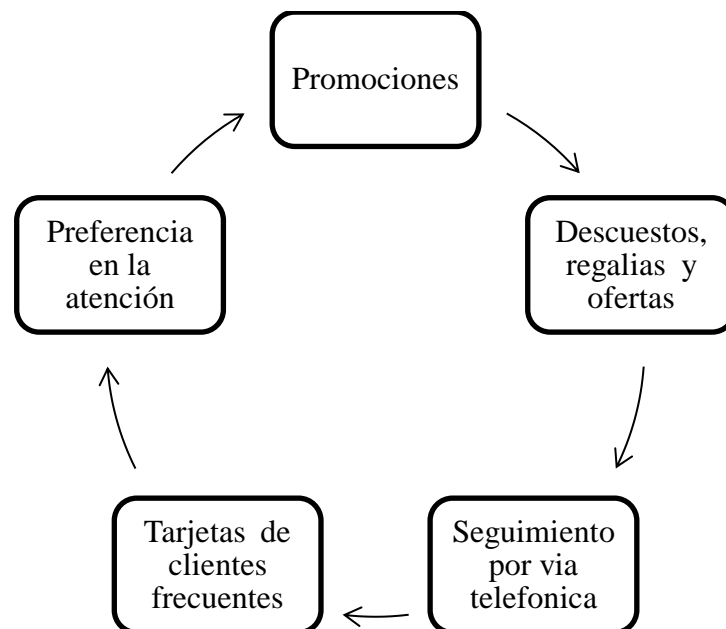 Promociones
Descuestos,
regalias y
ofertas
Seguimiento
por via
telefonica
Tarjetas de
clientes
frecuentes
Preferencia
en la
atención